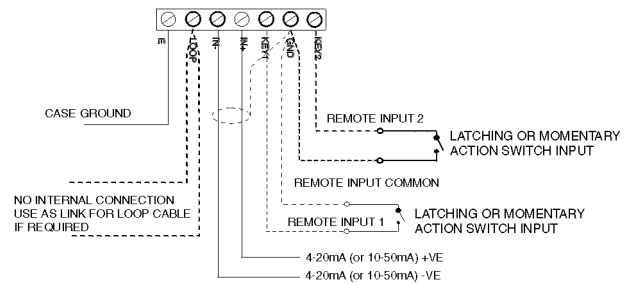 E
LOOP
IN-
IN+
KEY1
GND
KEY2
CASE GROUND
REMOTE INPUT 2
LATCHING OR MOMENTARY
ACTION SWITCH INPUT
REMOTE INPUT COMMON
NO INTERNAL CONNECTION
USE AS LINK FOR LOOP CABLE
IF REQUIRED
REMOTE INPUT 1
LATCHING OR MOMENTARY
ACTION SWITCH INPUT
4-20mA (or 10-50mA) +VE
4-20mA (or 10-50mA) -VE